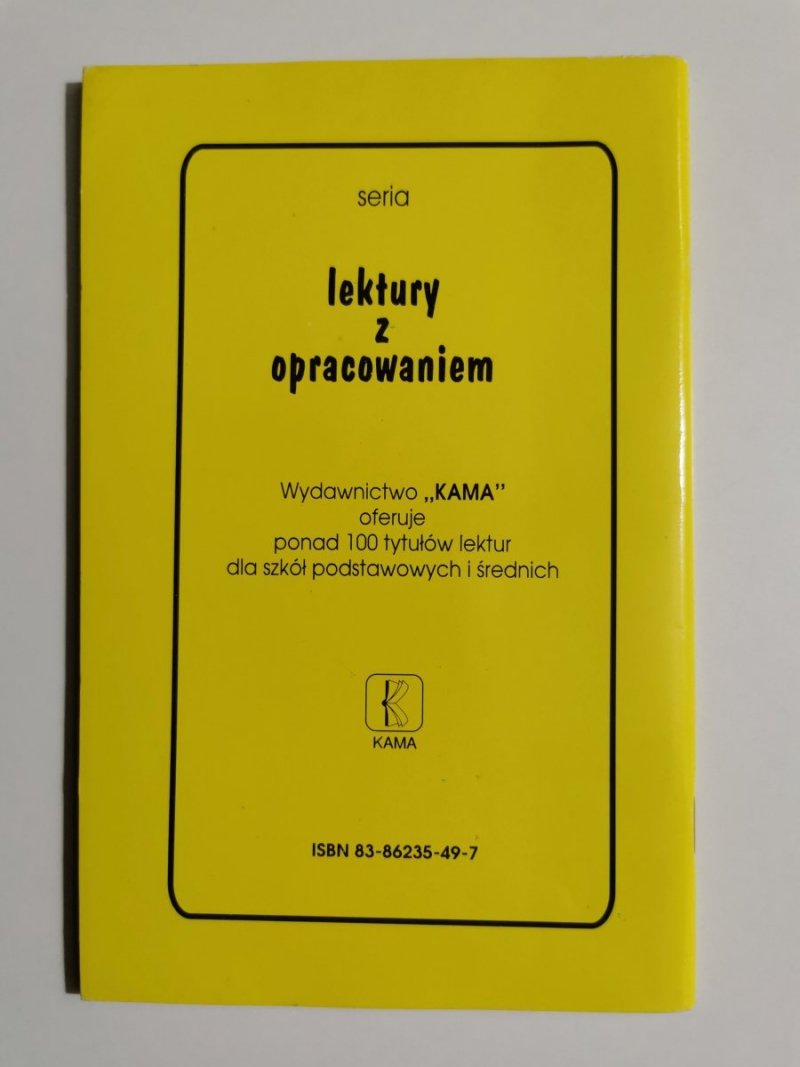 seria
lektury
z
opracowaniem
Wydawnictwo „KAMA”
oferuje
ponad 100 tytułów lektur
dla szkół podstawowych i średnich
KAMA
ISBN 83-86235-49-7